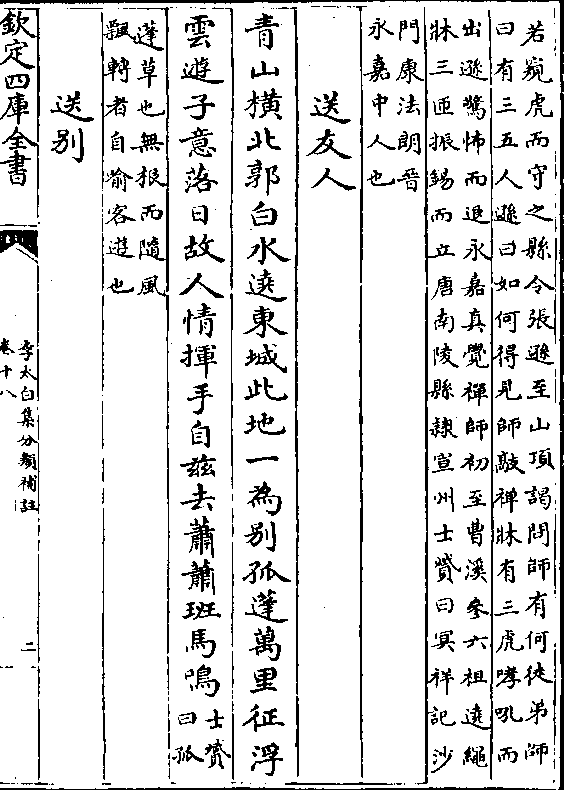 若窺虎而守之縣令張遜至山頂謁問師有何徒弟師
曰有三五人遜曰如何得見師敲禅牀有三虎哮吼而
出遜驚怖而退永嘉真覺禪師初至曹溪參六祖遶繩
牀三匝振錫而立唐南陵縣隷宣州士贇曰冥祥記沙
門康法朗晉
永嘉中人也
送友人
青山橫北郭白水遶東城此地一為别孤蓬萬里征浮
雲遊子意落日故人情揮手自兹去蕭蕭班馬鳴士贇
曰孤
蓬草也無根而隨風
飄轉者自喻客遊也
送别
欽定四庫全書
李太白集分類補註
卷十八
二